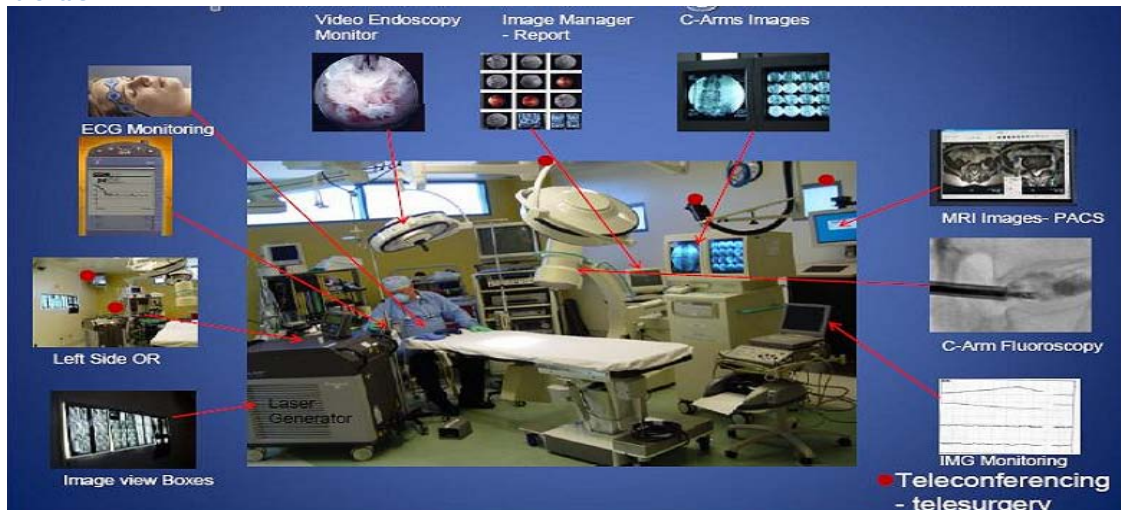 Video Endoscopy
Monitor
Image Manager
- Report
C-Arms Images
ECG Monitoring
MRI Images- PACS
Left Side OR
C-Arm Fluoroscopy
Laser
Generator
Image view Boxes
IMG Monitoring
Teleconferencing
- telesurgery